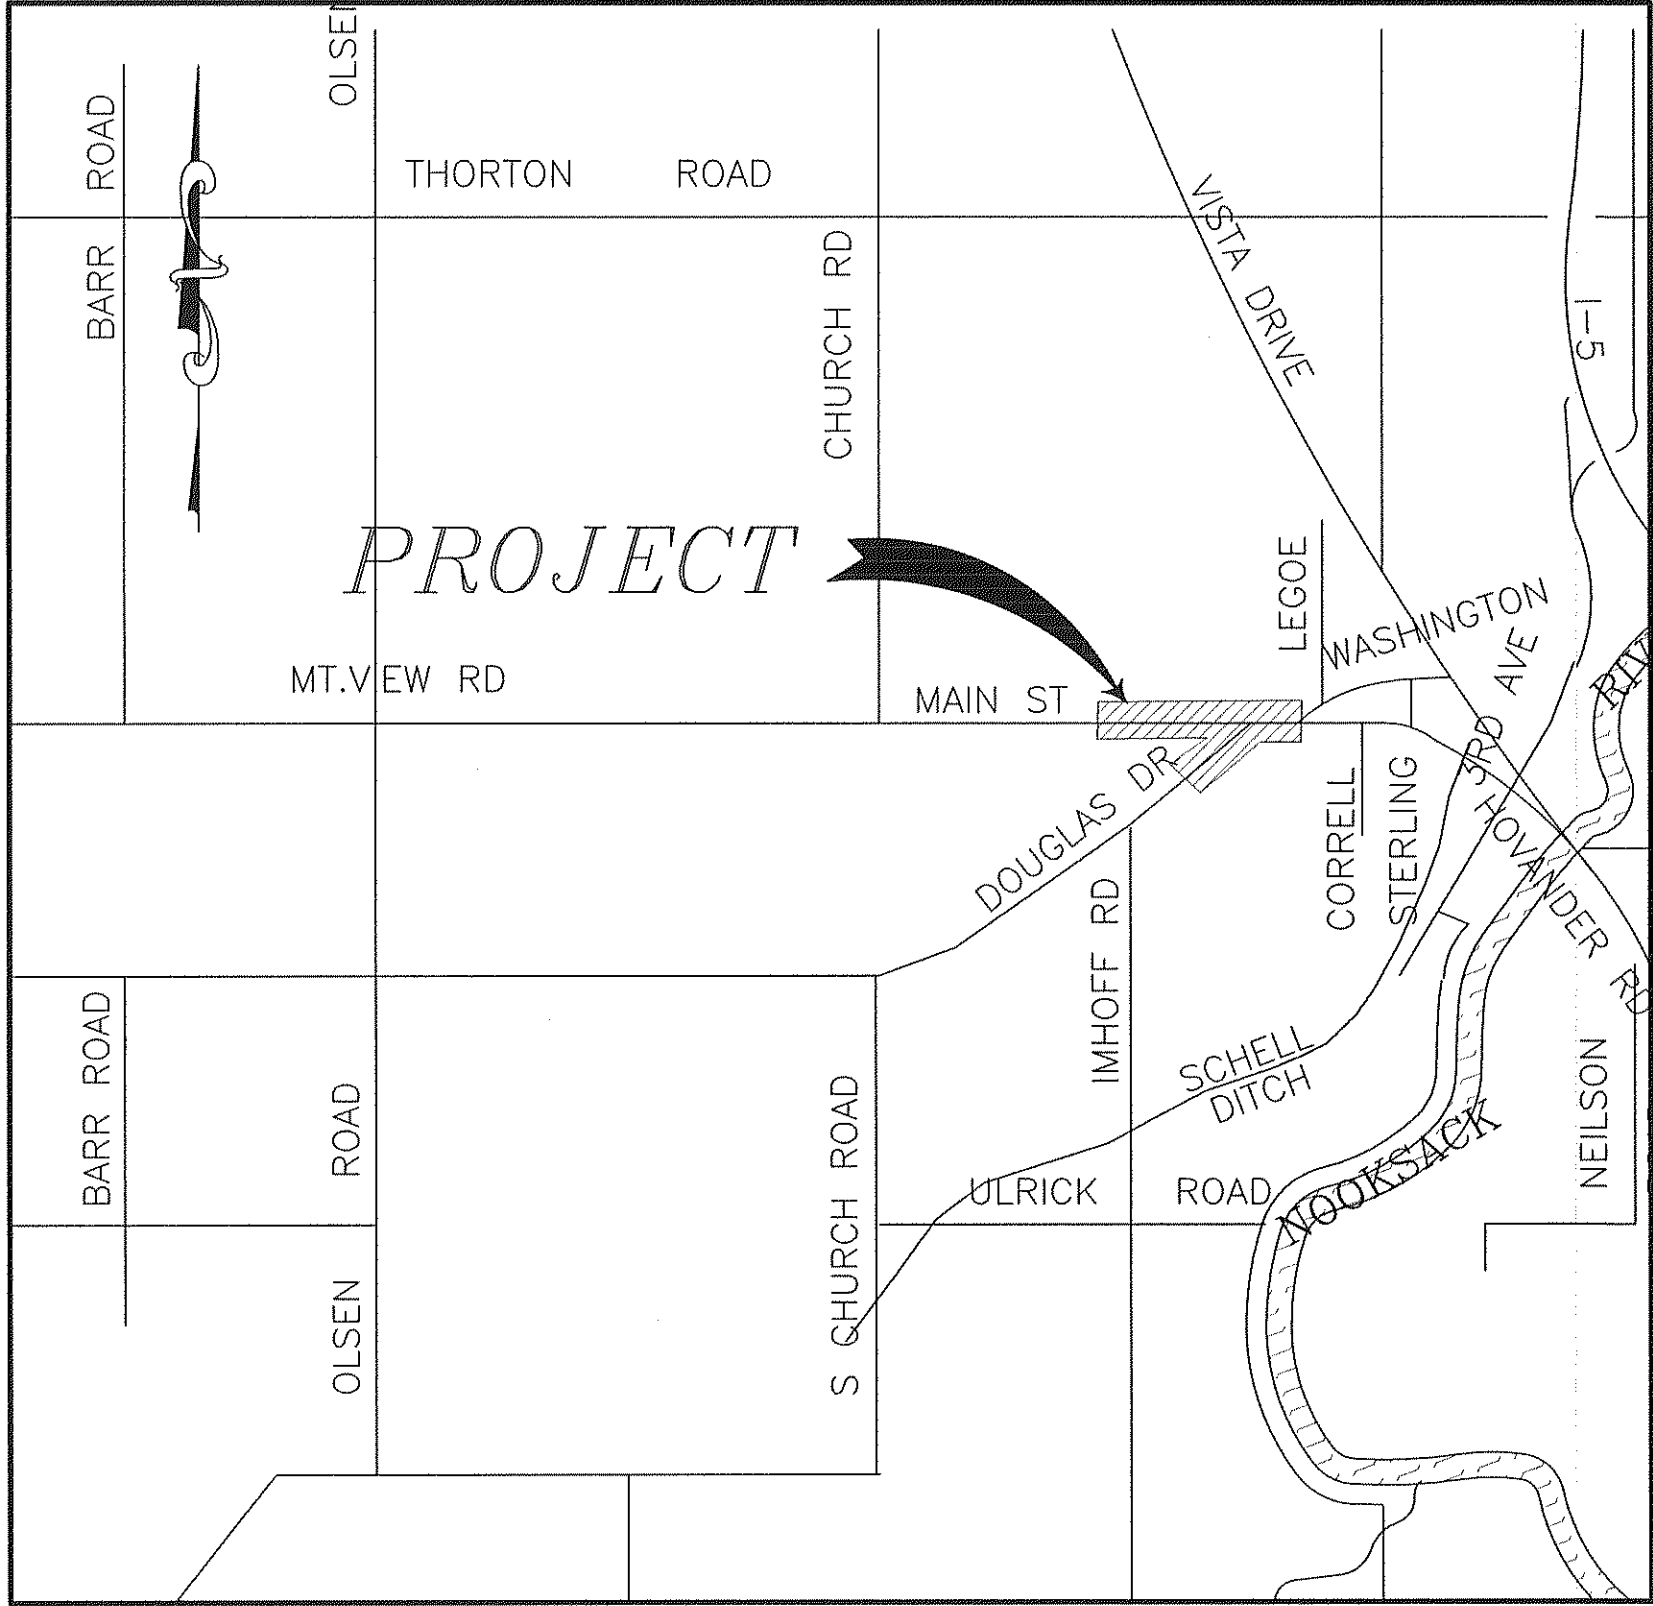 OLSEN
BARR ROAD
THORTON ROAD
BARR
CHURCH RD
VISTA DRIVE
I-5
PROJECT
LEGOE
WASHINGTON
3RD AVE
MT.VIEW RD
MAIN ST
DOUGLAS DR
CORRELL
STERLING
HOVANDER RD
IMHOFF RD
BARR ROAD
SCHELL
DITCH
NEILSON
OLSEN ROAD
S CHURCH ROAD
ULRICK ROAD
NOOKSACK